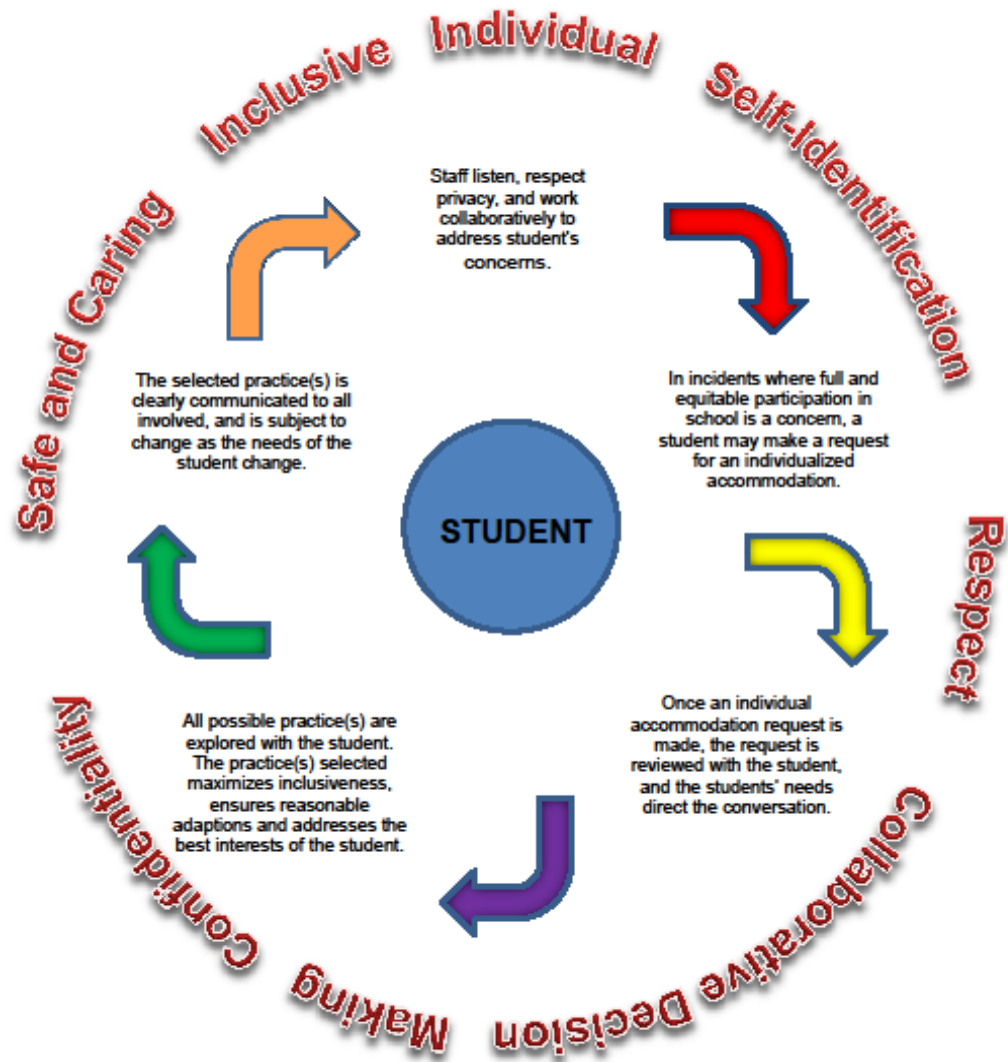 Safe and Caring Inclusive Individual Self-Identification
Respect
Collaborative Decision Making
Confidentiality
Staff listen, respect
privacy, and work
collaboratively to
address student's
concerns.
In incidents where full and
equitable participation in
school is a concern, a
student may make a request
for an individualized
accommodation.
Once an individual
accommodation request is
made, the request is
reviewed with the student,
and the students' needs
direct the conversation.
All possible practice(s) are
explored with the student.
The practice(s) selected
maximizes inclusiveness,
ensures reasonable
adaptions and addresses the
best interests of the student.
The selected practice(s) is
clearly communicated to all
involved, and is subject to
change as the needs of the
student change.
STUDENT